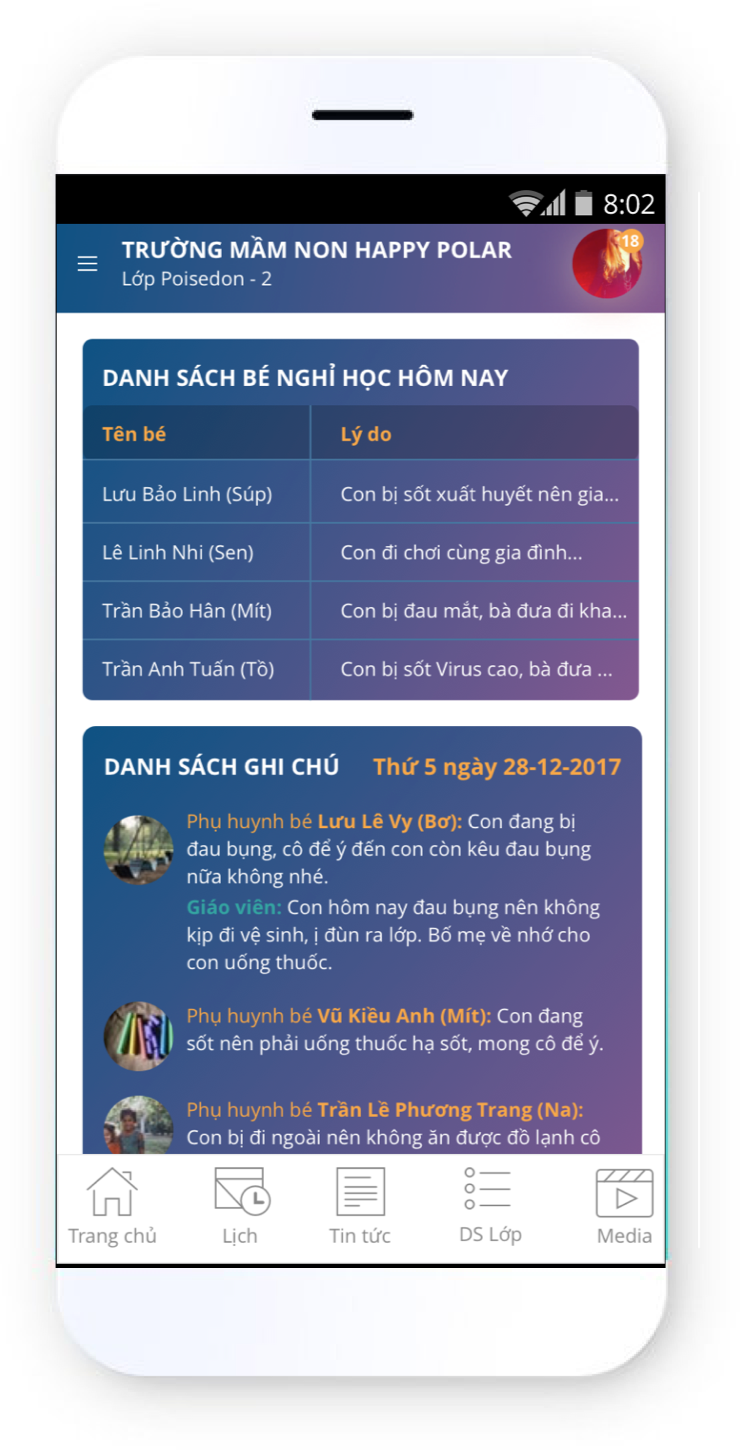 8:02
TRƯỜNG MẦM NON HAPPY POLAR
18
Lớp Poisedon - 2
DANH SÁCH BÉ NGHỈ HỌC HÔM NAY
Tên bé Lý do
Lưu Bảo Linh (Súp) Con bị sốt xuất huyết nên gia...
Lê Linh Nhi (Sen) Con đi chơi cùng gia đình...
Trần Bảo Hân (Mít) Con bị đau mắt, bà đưa đi kha...
Trần Anh Tuấn (Tồ) Con bị sốt Virus cao, bà đưa ...
DANH SÁCH GHI CHÚ Thứ 5 ngày 28-12-2017
Phụ huynh bé Lưu Lê Vy (Bơ): Con đang bị
đau bụng, cô để ý đến con còn kêu đau bụng
nữa không nhé.
Giáo viên: Con hôm nay đau bụng nên không
kịp đi vệ sinh, ị đùn ra lớp. Bố mẹ về nhớ cho
con uống thuốc.
Phụ huynh bé Vũ Kiều Anh (Mít): Con đang
sốt nên phải uống thuốc hạ sốt, mong cô để ý.
Phụ huynh bé Trần Lề Phương Trang (Na):
Con bị đi ngoài nên không ăn được đồ lạnh cô
Trang chủ Lịch Tin tức DS Lớp Media